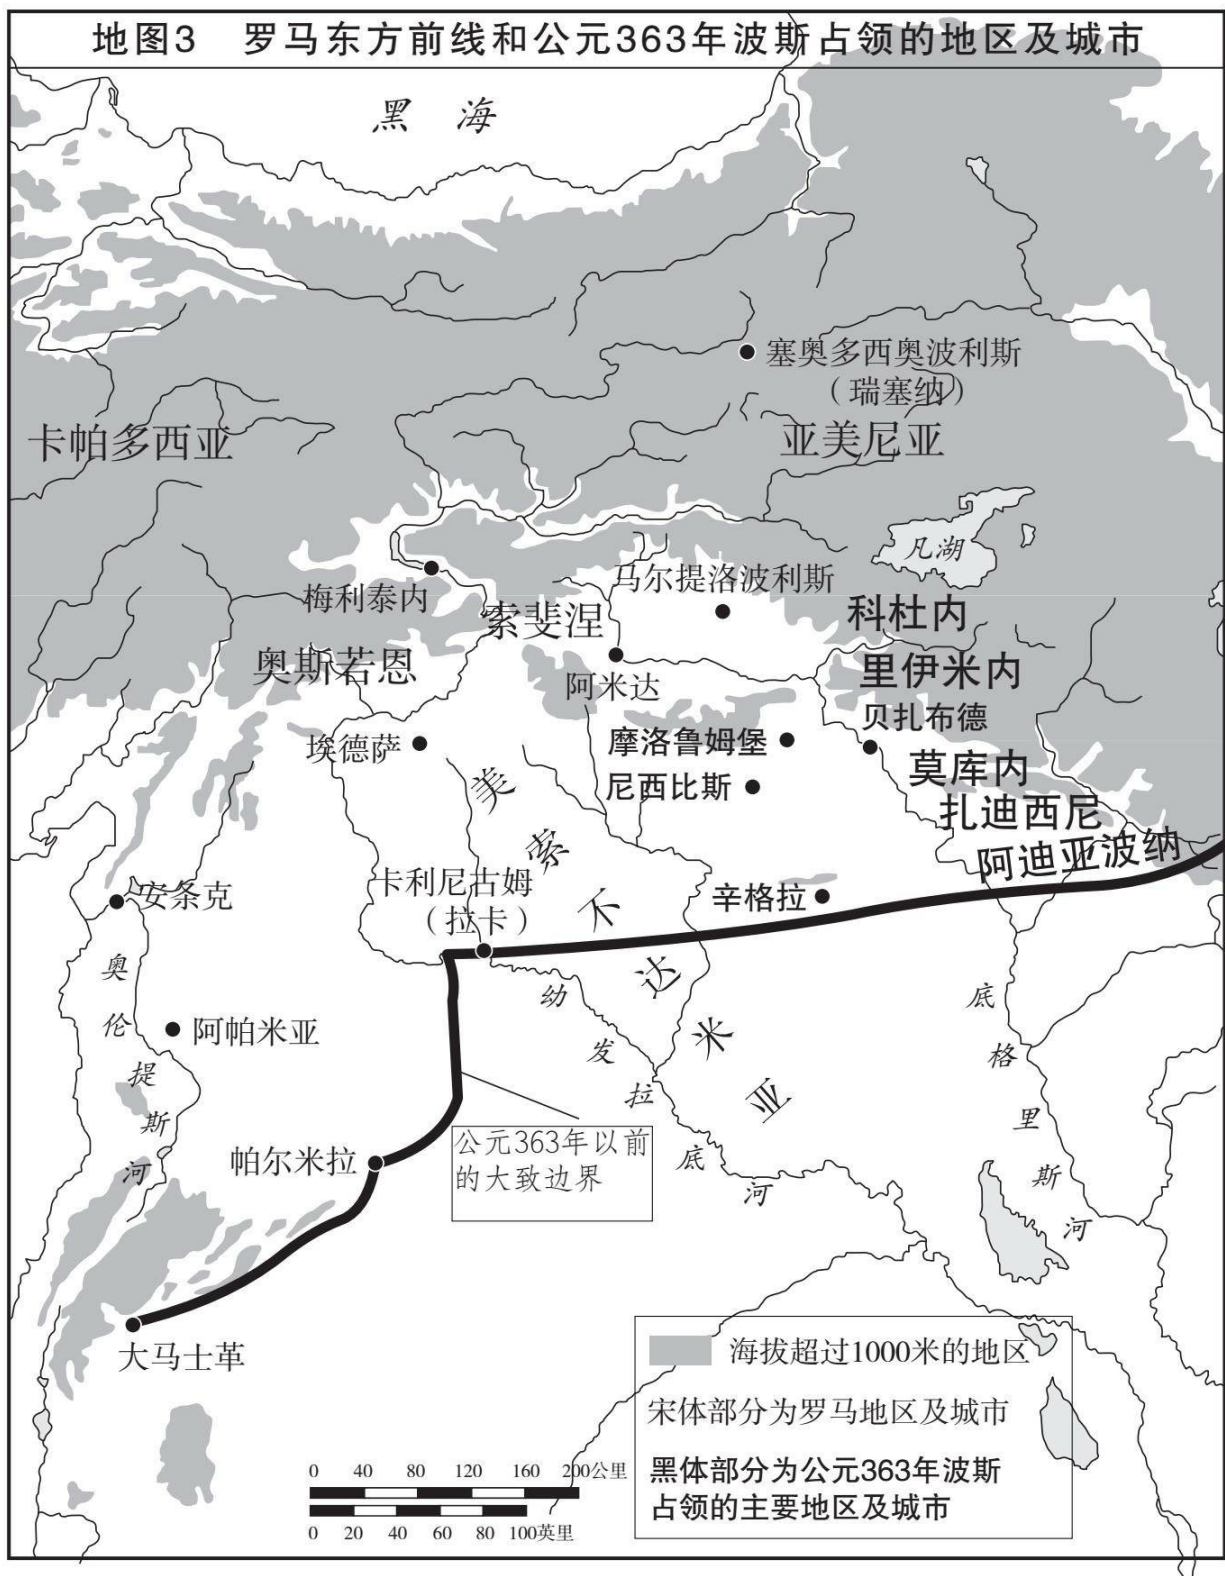 地图3 罗马东方前线和公元363年波斯占领的地区及城市
黑海
塞奥多西奥波利斯
（瑞塞纳）
卡帕多西亚
亚美尼亚
凡湖
梅利泰内
马尔提洛波利斯
索斐涅
科杜内
奥斯若恩
阿米达
里伊米内
贝扎布德
埃德萨
摩洛鲁姆堡
尼西比斯
莫库内
扎迪西尼
阿迪亚波纳
美索不达米亚
卡利尼古姆
（拉卡）
辛格拉
安条克
奥伦提斯河
阿帕米亚
幼发拉底河
底格里斯河
帕尔米拉
公元363年以前
的大致边界
大马士革
海拔超过1000米的地区
宋体部分为罗马地区及城市
黑体部分为公元363年波斯
占领的主要地区及城市
0 40 80 120 160 200公里
0 20 40 60 80 100英里